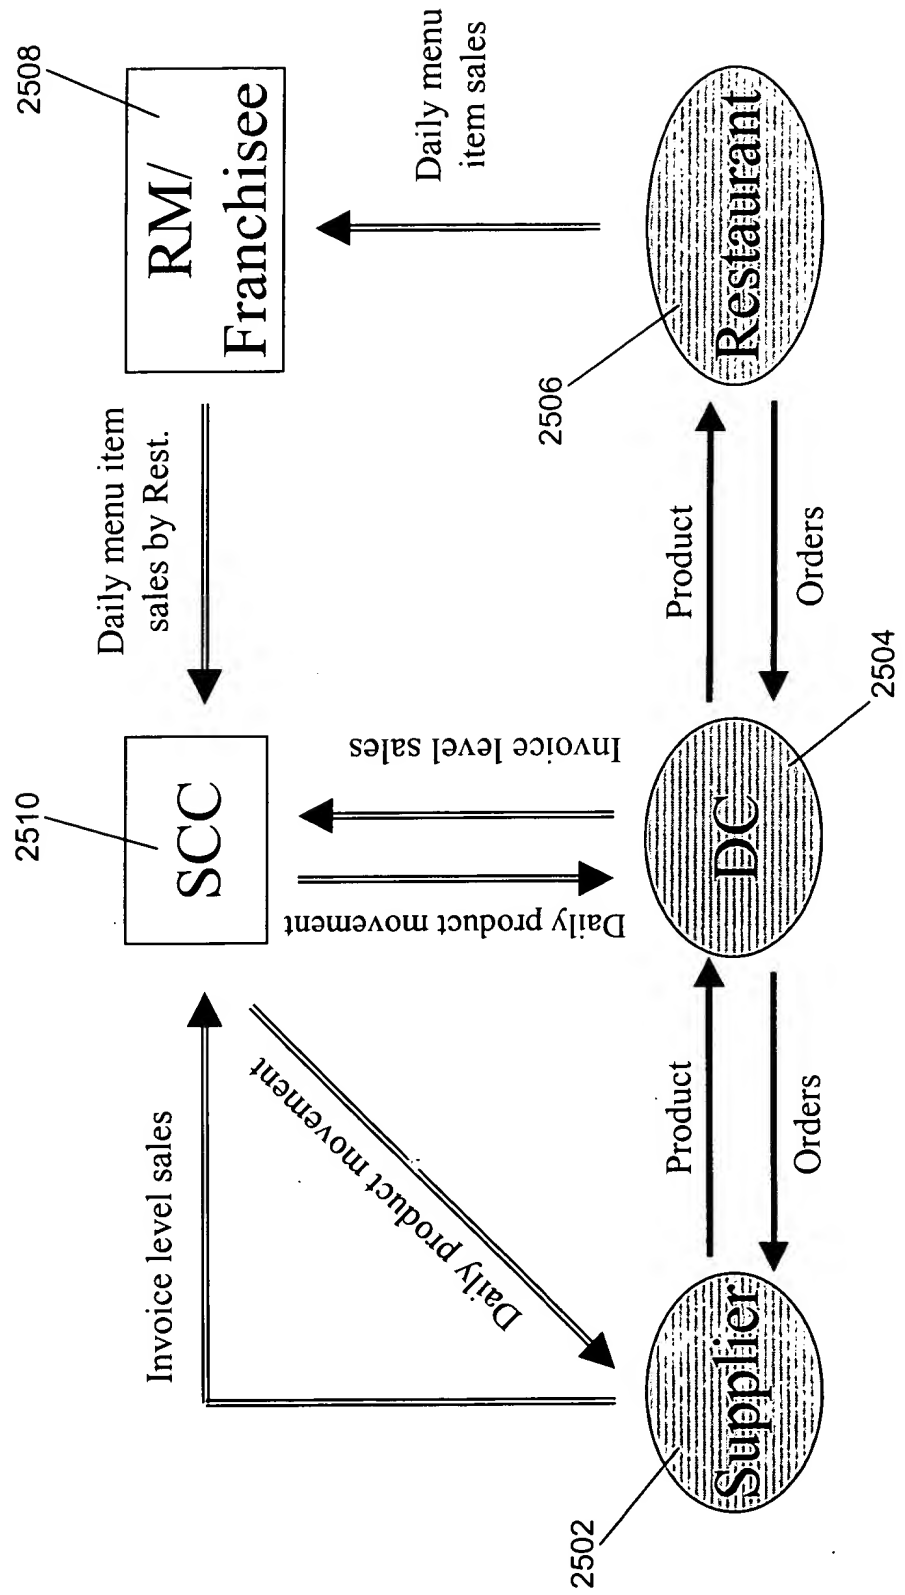 2510
2508
SCC
RM/
Franchisee
Daily menu item
sales by Rest.
Daily menu
item sales
Invoice level sales
Daily product movement
Daily product movement
Invoice level sales
2506
2502
Supplier
Product
Orders
DC
2504
Product
Orders
Restaurant